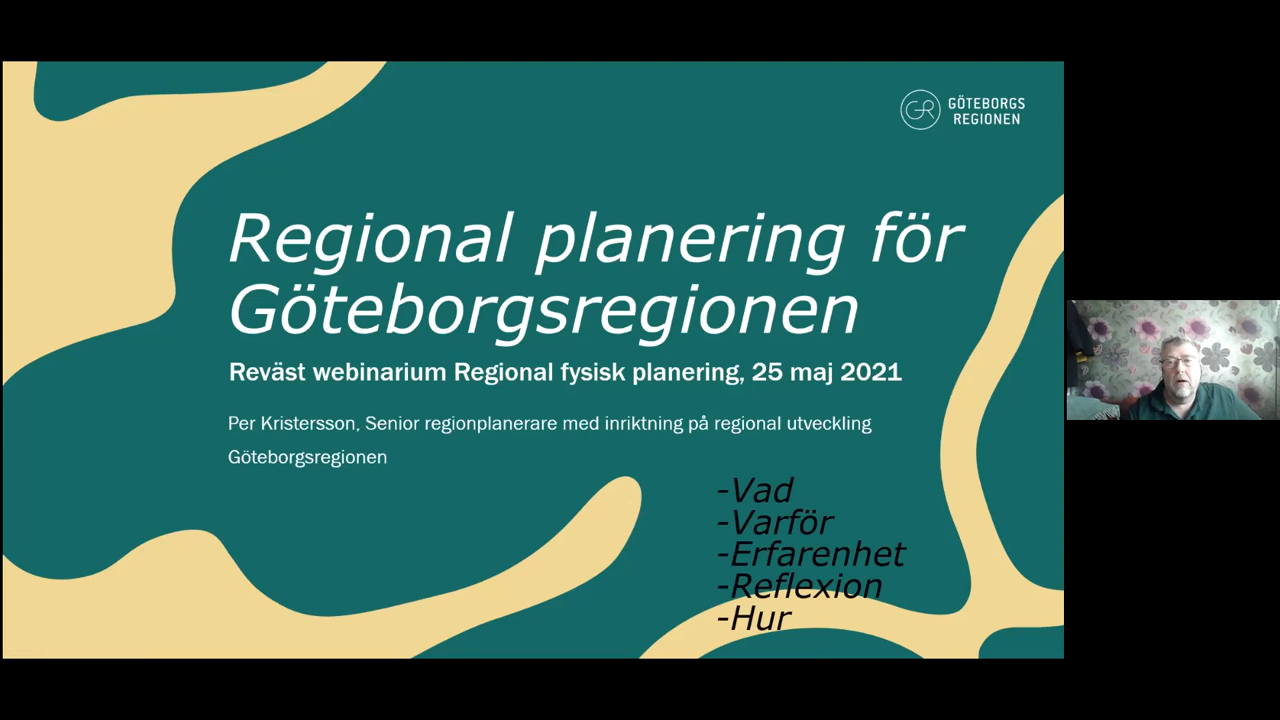 GÖTEBORGS
REGIONEN
Regional planering för
Göteborgsregionen
Reväst webinarium Regional fysisk planering, 25 maj 2021
Per Kristersson, Senior regionplanerare med inriktning på regional utveckling
Göteborgsregionen
-Vad
-Varför
-Erfarenhet
-Reflexion
-Hur